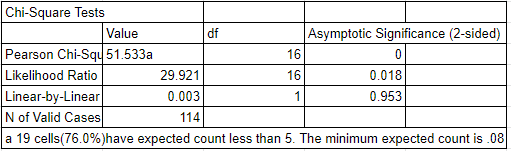 Chi-Square Tests
Value df Asymptotic Significance (2-sided)
Pearson Chi-Squ 51.533a 16 0
Likelihood Ratio 29.921 16 0.018
Linear-by-Linear 0.003 1 0.953
N of Valid Cases 114
a 19 cells(76.0%)have expected count less than 5. The minimum expected count is .08